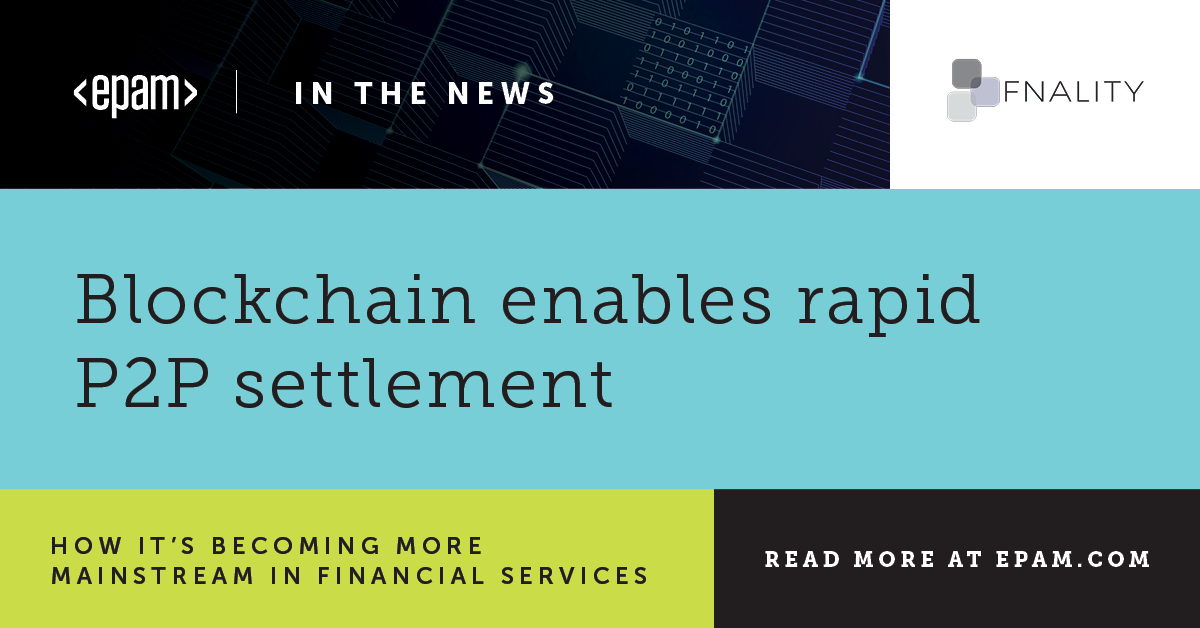 <epam> | IN THE NEWS
FNALITY
Blockchain enables rapid
P2P settlement
HOW IT'S BECOMING MORE
MAINSTREAM IN FINANCIAL SERVICES
READ MORE AT EPAM.COM